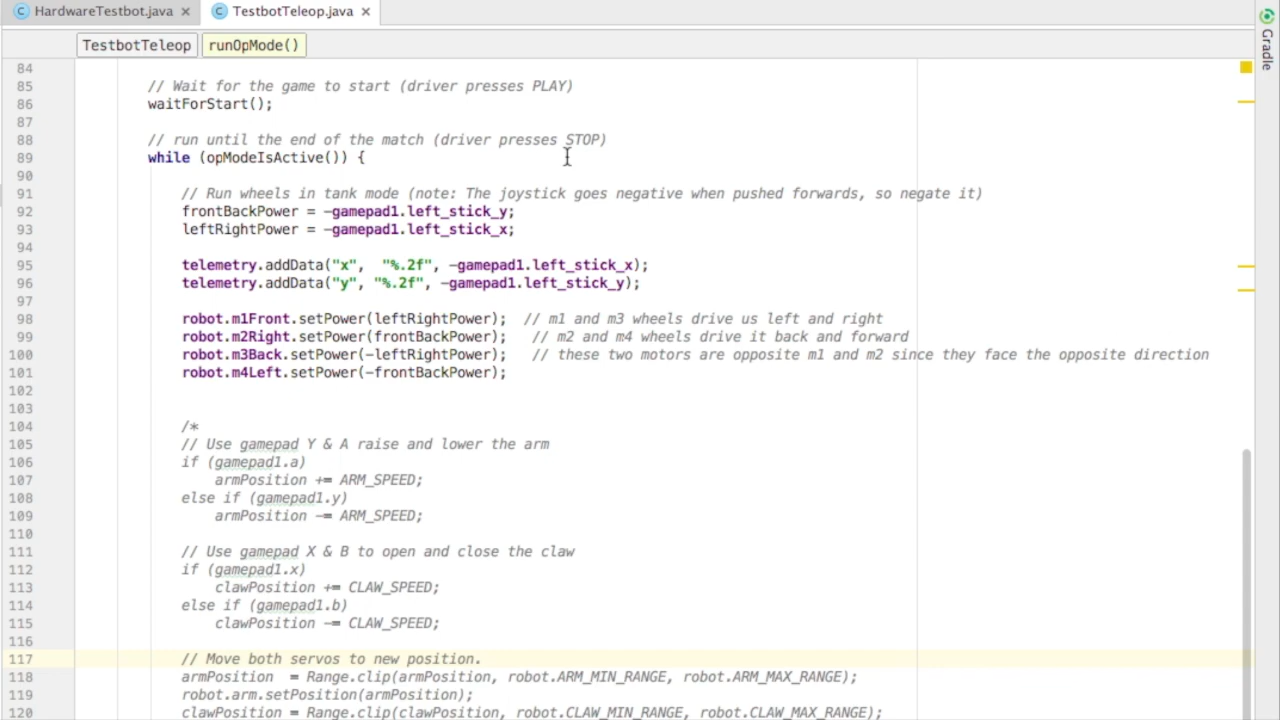 HardwareTestbot.java
TestbotTeleop.java
Gradle
TestbotTeleop
runOpMode()
84
85 // Wait for the game to start (driver presses PLAY)
86 waitForStart();
87
88 // run until the end of the match (driver presses STOP)
89 while (opModeIsActive()) {
90
91 // Run wheels in tank mode (note: The joystick goes negative when pushed forwards, so negate it)
92 frontBackPower = -gamepad1.left_stick_y;
93 leftRightPower = -gamepad1.left_stick_x;
94
95 telemetry.addData("x",  "%.2f", -gamepad1.left_stick_x);
96 telemetry.addData("y", "%.2f", -gamepad1.left_stick_y);
97
98 robot.m1Front.setPower(leftRightPower);  // m1 and m3 wheels drive us left and right
99 robot.m2Right.setPower(frontBackPower);   // m2 and m4 wheels drive it back and forward
100 robot.m3Back.setPower(-leftRightPower);   // these two motors are opposite m1 and m2 since they face the opposite direction
101 robot.m4Left.setPower(-frontBackPower);
102
103
104 /*
105 // Use gamepad Y & A raise and lower the arm
106 if (gamepad1.a)
107 armPosition += ARM_SPEED;
108 else if (gamepad1.y)
109 armPosition -= ARM_SPEED;
110
111 // Use gamepad X & B to open and close the claw
112 if (gamepad1.x)
113 clawPosition += CLAW_SPEED;
114 else if (gamepad1.b)
115 clawPosition -= CLAW_SPEED;
116
117 // Move both servos to new position.
118 armPosition  = Range.clip(armPosition, robot.ARM_MIN_RANGE, robot.ARM_MAX_RANGE);
119 robot.arm.setPosition(armPosition);
120 clawPosition = Range.clip(clawPosition, robot.CLAW_MIN_RANGE, robot.CLAW_MAX_RANGE);